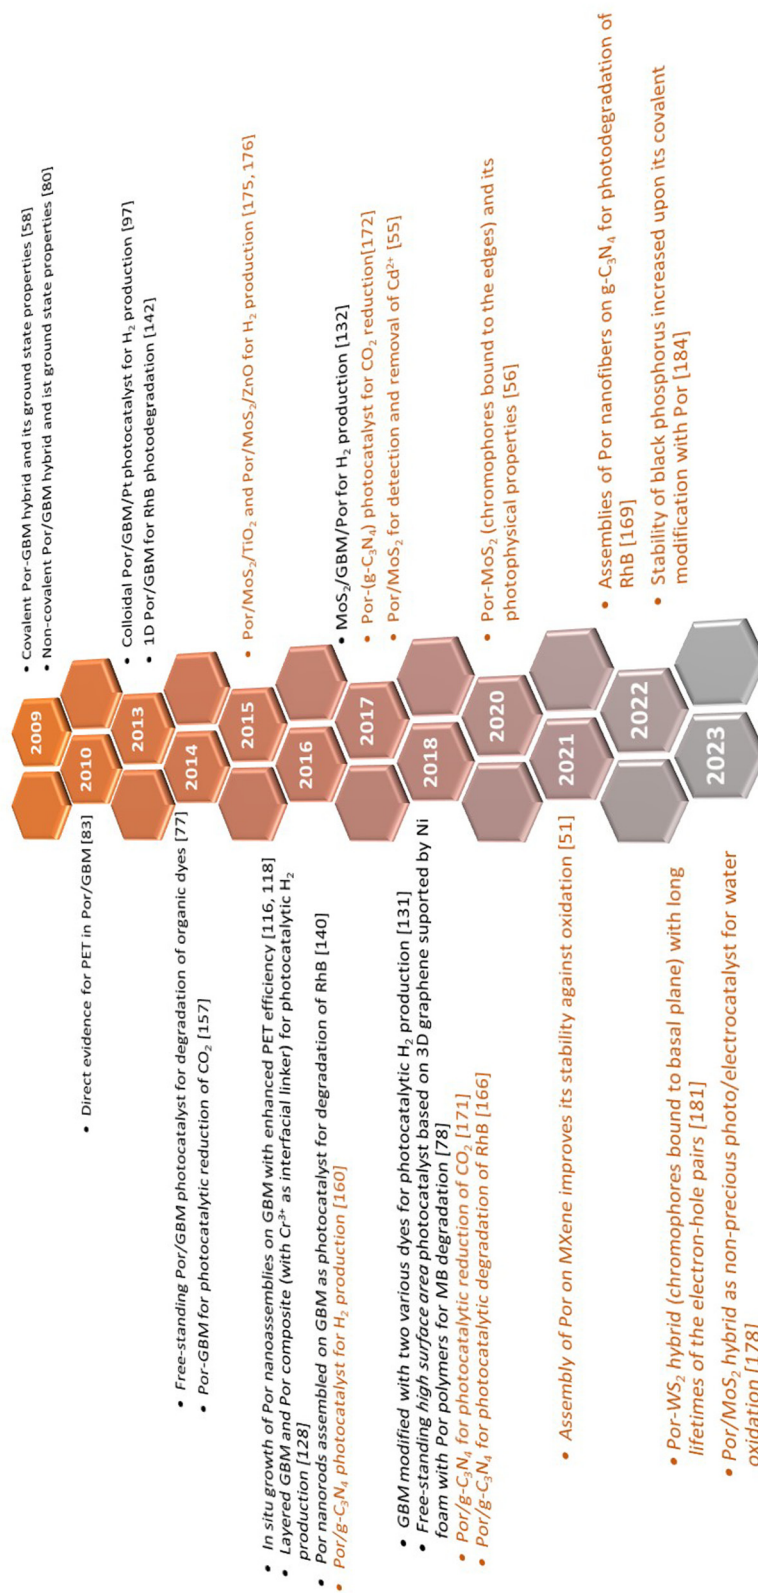 • Covalent Por-GBM hybrid and its ground state properties [58]
• Non-covalent Por/GBM hybrid and ist ground state properties [80]
2009
2010
• Direct evidence for PET in Por/GBM [83]
• Colloidal Por/GBM/Pt photocatalyst for H₂ production [97]
• 1D Por/GBM for RhB photodegradation [142]
2013
2014
• Free-standing Por/GBM photocatalyst for degradation of organic dyes [77]
• Por-GBM for photocatalytic reduction of CO₂ [157]
• Por/MoS₂/TiO₂ and Por/MoS₂/ZnO for H₂ production [175, 176]
2015
2016
• In situ growth of Por nanoassemblies on GBM with enhanced PET efficiency [116, 118]
• Layered GBM and Por composite (with Cr³⁺ as interfacial linker) for photocatalytic H₂
production [128]
• Por nanorods assembled on GBM as photocatalyst for degradation of RhB [140]
• Por/g-C₃N₄ photocatalyst for H₂ production [160]
• MoS₂/GBM/Porfor H₂ production [132]
• Por-(g-C₃N₄) photocatalyst for CO₂ reduction[172]
• Por/MoS₂ for detection and removal of Cd²⁺ [55]
2017
2018
• GBM modified with two various dyes for photocatalytic H₂ production [131]
• Free-standing high surface area photocatalyst based on 3D graphene suported by Ni
foam with Por polymers for MB degradation [78]
• Por/g-C₃N₄ for photocatalytic reduction of CO₂ [171]
• Por/g-C₃N₄ for photocatalytic degradation of RhB [166]
• Por-MoS₂ (chromophores bound to the edges) and its
photophysical properties [56]
2020
2021
• Assembly of Por on MXene improves its stability against oxidation [51]
• Assemblies of Por nanofibers on g-C₃N₄ for photodegradation of
RhB [169]
• Stability of black phosphorus increased upon its covalent
modification with Por [184]
2022
2023
• Por-WS₂ hybrid (chromophores bound to basal plane) with long
lifetimes of the electron-hole pairs [181]
• Por/MoS₂ hybrid as non-precious photo/electrocatalyst for water
oxidation [178]